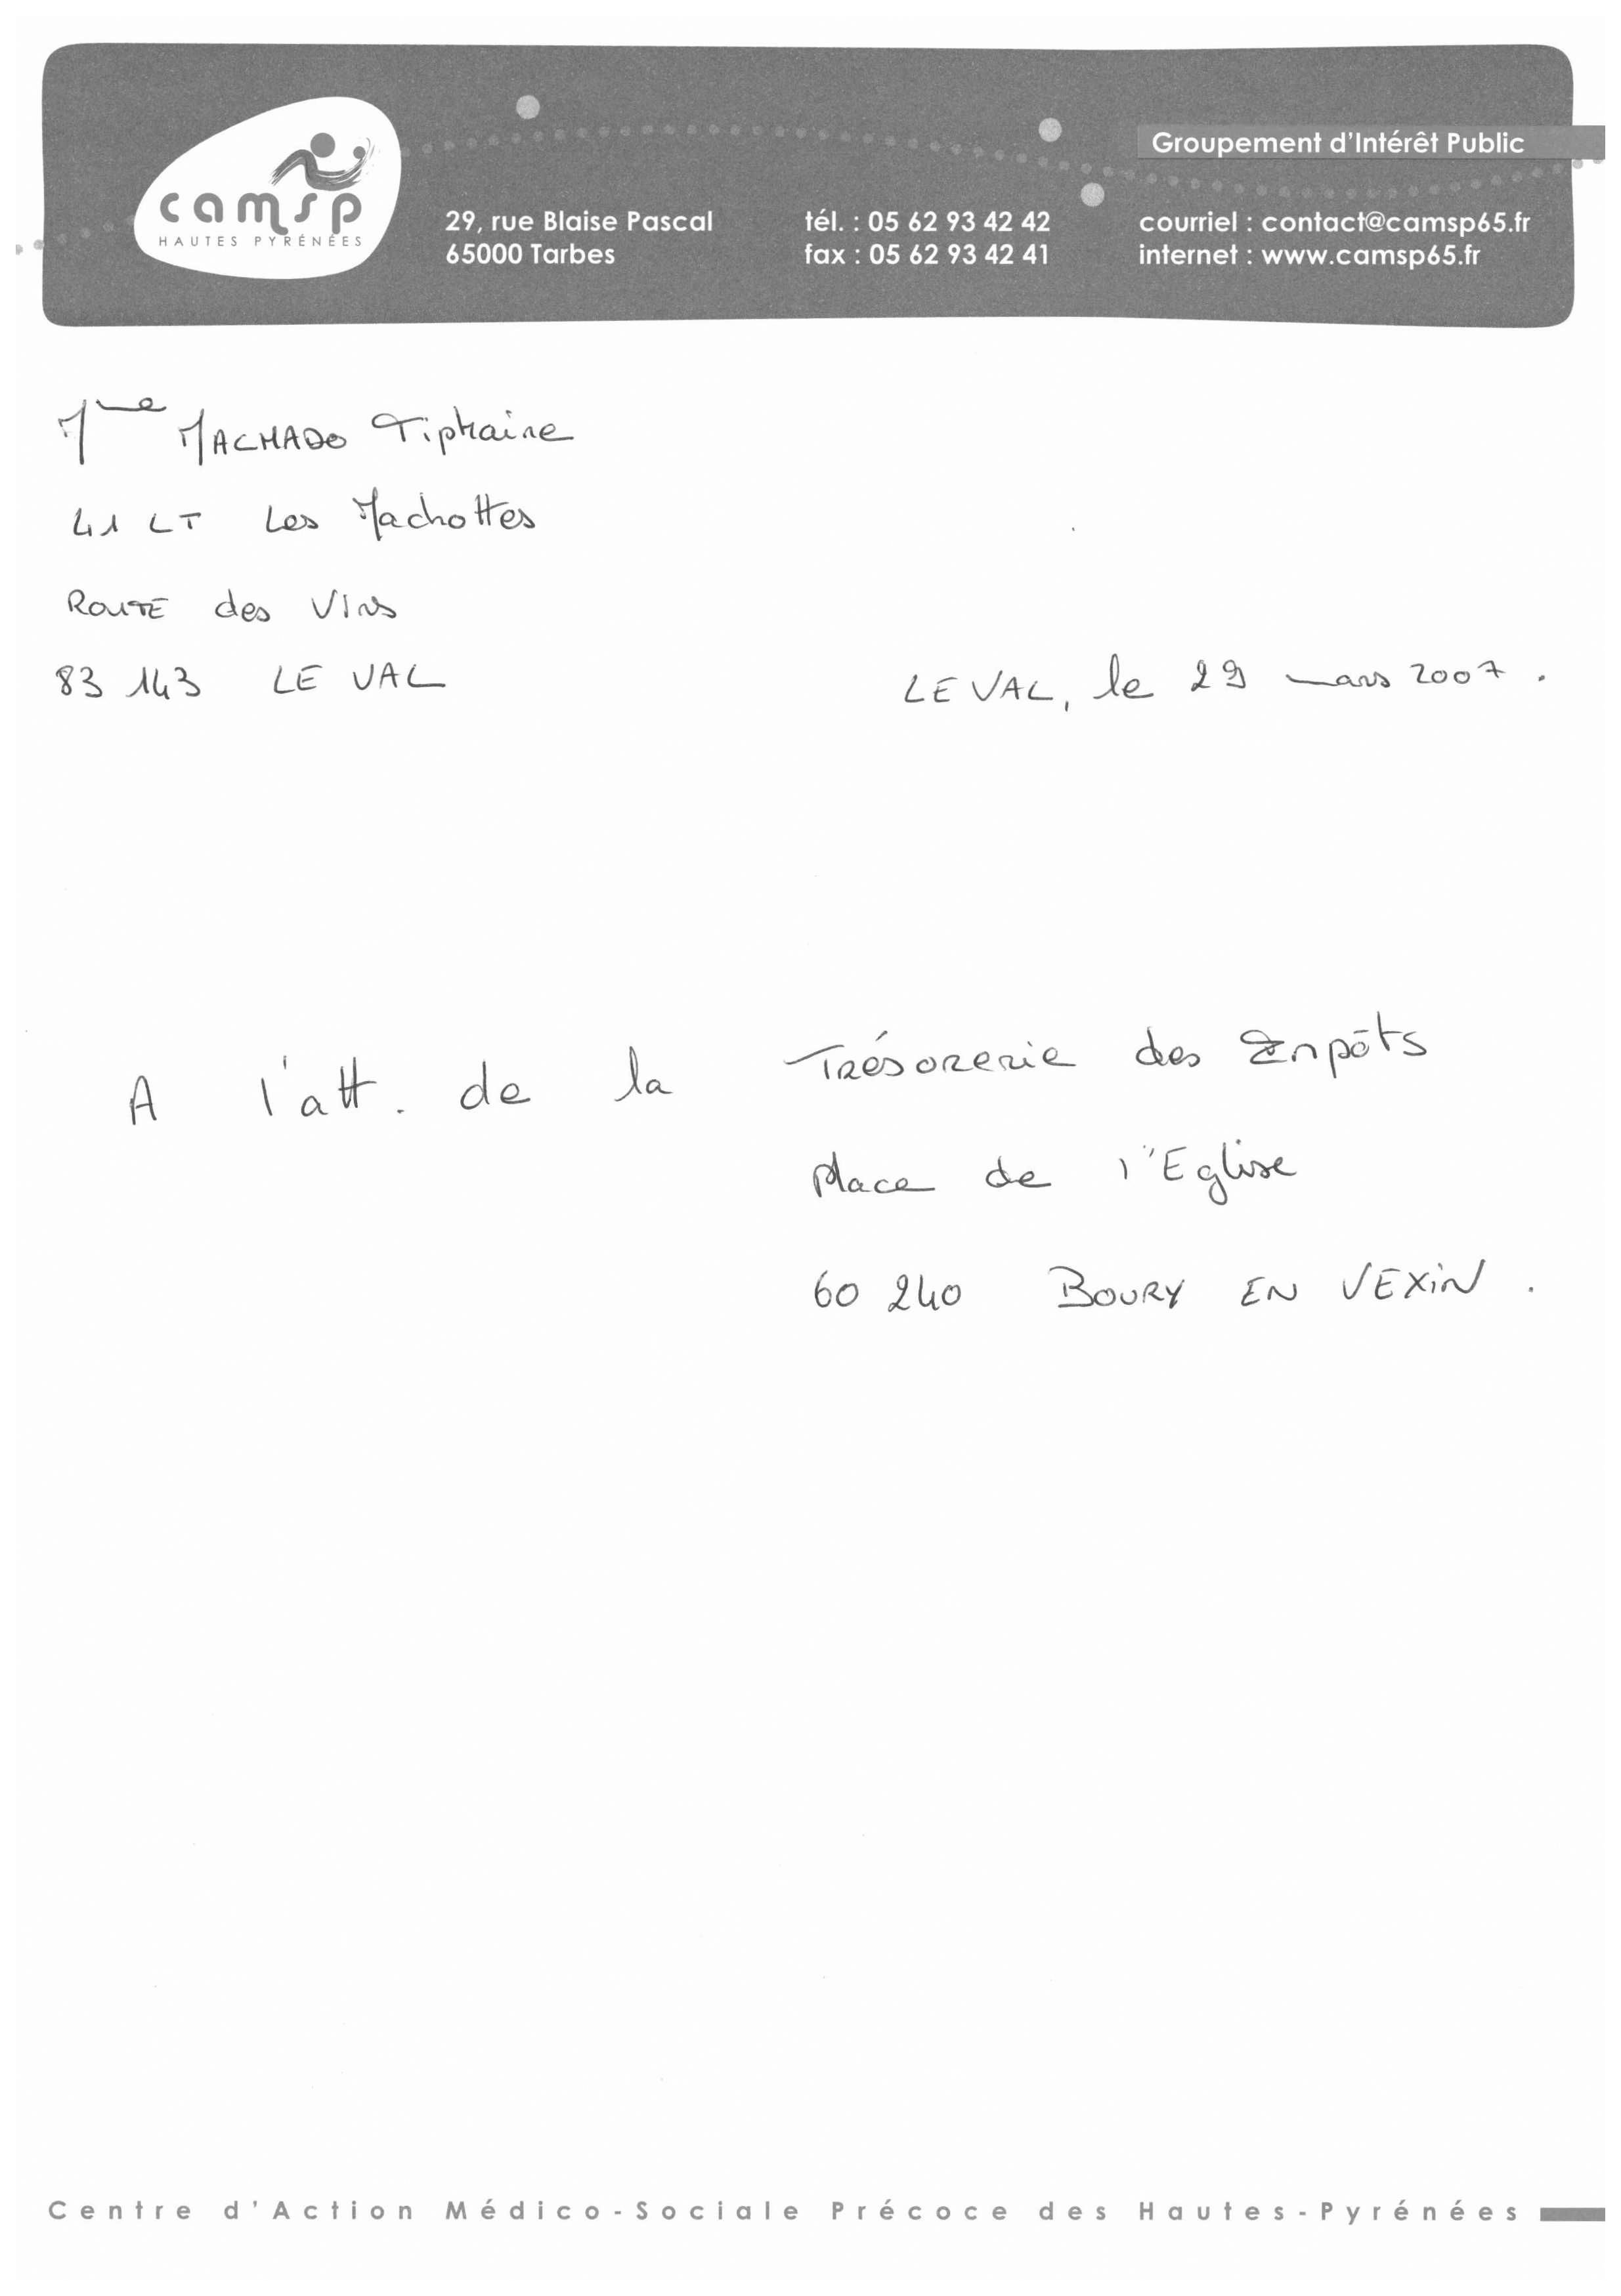 Groupement d'Intérêt Public
camsp
HAUTES PYRÉNÉES
29, rue Blaise Pascal
65000 Tarbes
tél. : 05 62 93 42 42
fax : 05 62 93 42 41
courriel : contact@camsp65.fr
internet : www.camsp65.fr
Mme MACHADO Tiphaine
41 LT Les Machottes
ROUTE des VINS
83 143 LE VAL
LE VAL, le 29 mars 2007.
A l'att. de la Trésorerie des Inpôts
place de l'Eglise
60 240 BOURY EN VEXIN.
Centre d'Action Médico-Sociale Précoce des Hautes-Pyrénées